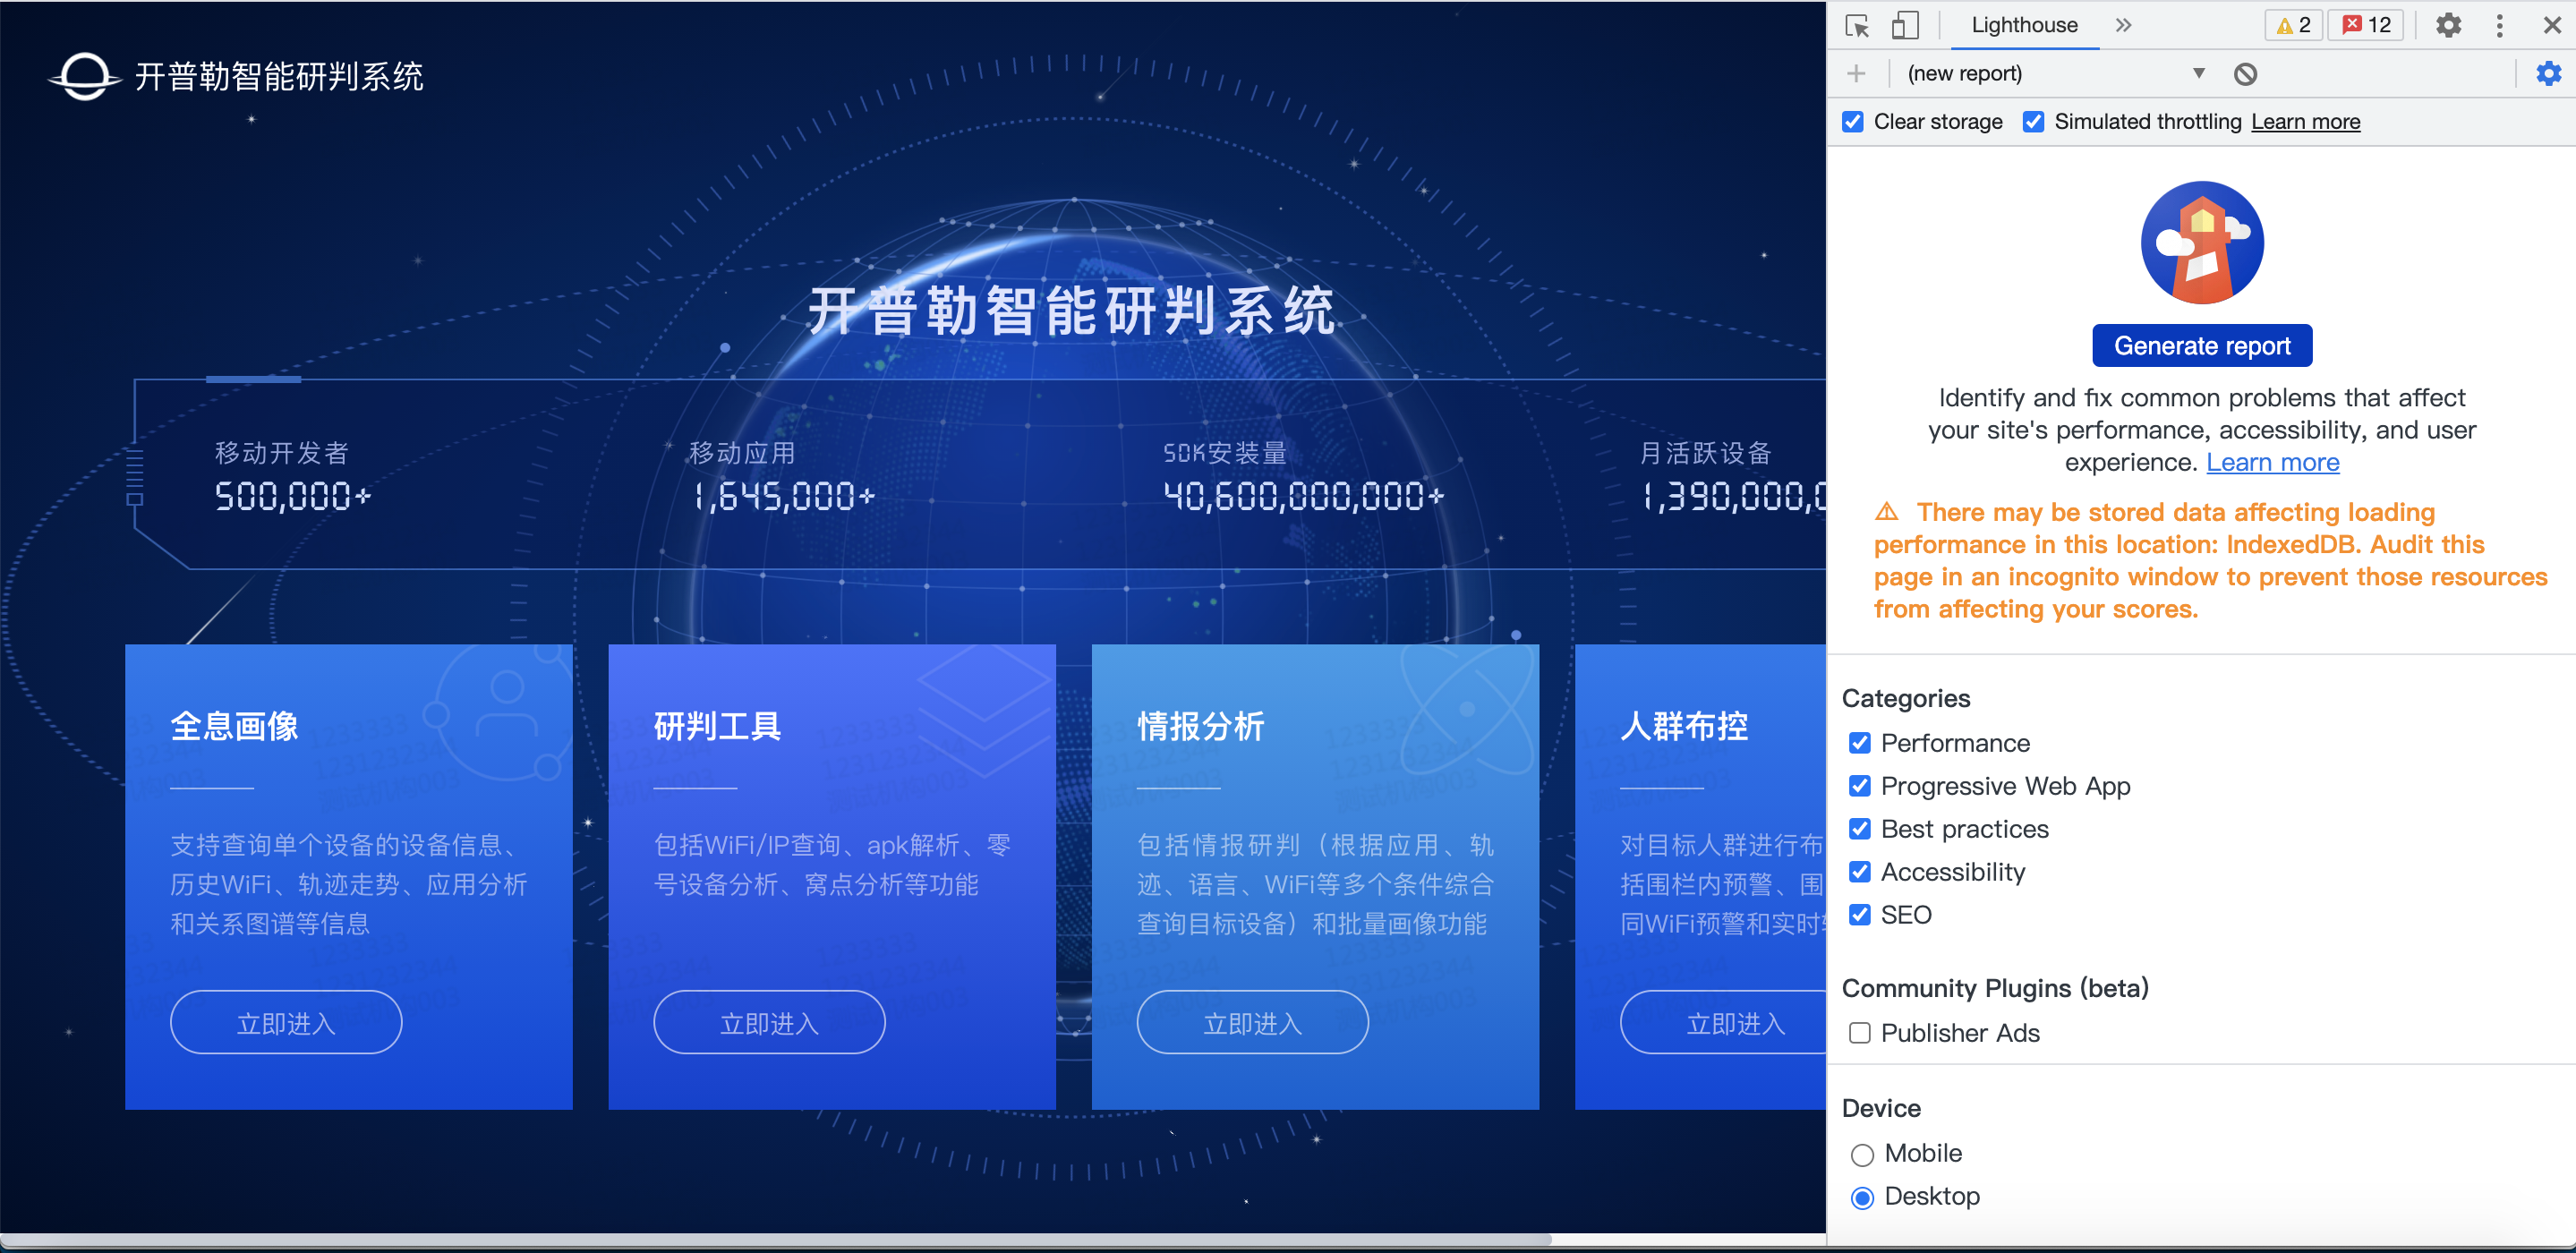 开普勒智能研判系统
开普勒智能研判系统
移动开发者
500,000+
移动应用
1,645,000+
SDK安装量
40,600,000,000+
月活跃设备
1,390,000,0
全息画像
支持查询单个设备的设备信息、
历史WiFi、轨迹走势、应用分析
和关系图谱等信息
立即进入
研判工具
包括WiFi/IP查询、apk解析、零
号设备分析、窝点分析等功能
立即进入
情报分析
包括情报研判（根据应用、轨
迹、语言、WiFi等多个条件综合
查询目标设备）和批量画像功能
立即进入
人群布控
对目标人群进行布
括围栏内预警、围
同WiFi预警和实时
立即进入
Lighthouse
2
12
(new report)
Clear storage
Simulated throttling Learn more
Generate report
Identify and fix common problems that affect
your site's performance, accessibility, and user
experience. Learn more
There may be stored data affecting loading
performance in this location: IndexedDB. Audit this
page in an incognito window to prevent those resources
from affecting your scores.
Categories
Performance
Progressive Web App
Best practices
Accessibility
SEO
Community Plugins (beta)
Publisher Ads
Device
Mobile
Desktop